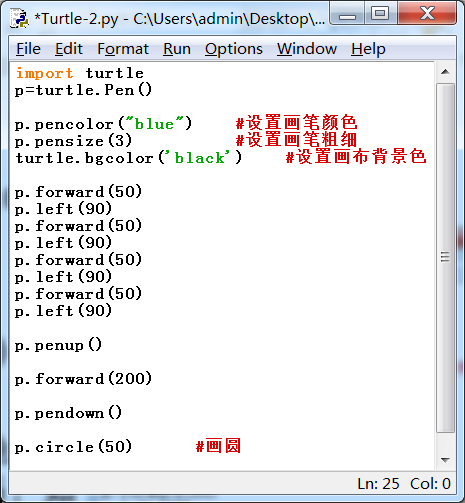 *Turtle-2.py - C:\Users\admin\Desktop\...
File Edit Format Run Options Window Help
import turtle
p=turtle.Pen()
p.pencolor("blue") #设置画笔颜色
p.pensize(3) #设置画笔粗细
turtle.bgcolor('black') #设置画布背景色
p.forward(50)
p.left(90)
p.forward(50)
p.left(90)
p.forward(50)
p.left(90)
p.forward(50)
p.left(90)
p.penup()
p.forward(200)
p.pendown()
p.circle(50) #画圆
Ln: 25 Col: 0